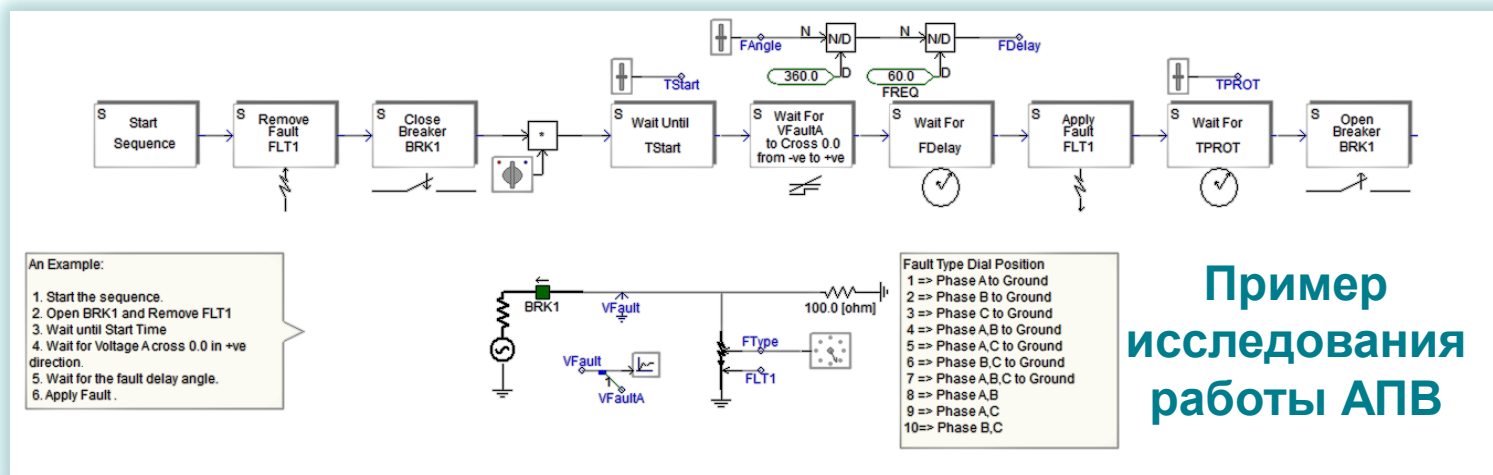 FAngle
N
N/D
N
N/D
FDelay
360.0
D
60.0
D
FREQ
TStart
TPROT
S
Start
Sequence
S
Remove
Fault
FLT1
S
Close
Breaker
BRK1
*
S
Wait Until
TStart
S
Wait For
VFaultA
to Cross 0.0
from -ve to +ve
S
Wait For
FDelay
S
Apply
Fault
FLT1
S
Wait For
TPROT
S
Open
Breaker
BRK1
An Example:
1. Start the sequence.
2. Open BRK1 and Remove FLT1
3. Wait until Start Time
4. Wait for Voltage A cross 0.0 in +ve
direction.
5. Wait for the fault delay angle.
6. Apply Fault .
BRK1
VFault
100.0 [ohm]
FType
FLT1
VFault
1
VFaultA
Fault Type Dial Position
1 => Phase A to Ground
2 => Phase B to Ground
3 => Phase C to Ground
4 => Phase A,B to Ground
5 => Phase A,C to Ground
6 => Phase B,C to Ground
7 => Phase A,B,C to Ground
8 => Phase A,B
9 => Phase A,C
10=> Phase B,C
Пример
исследования
работы АПВ